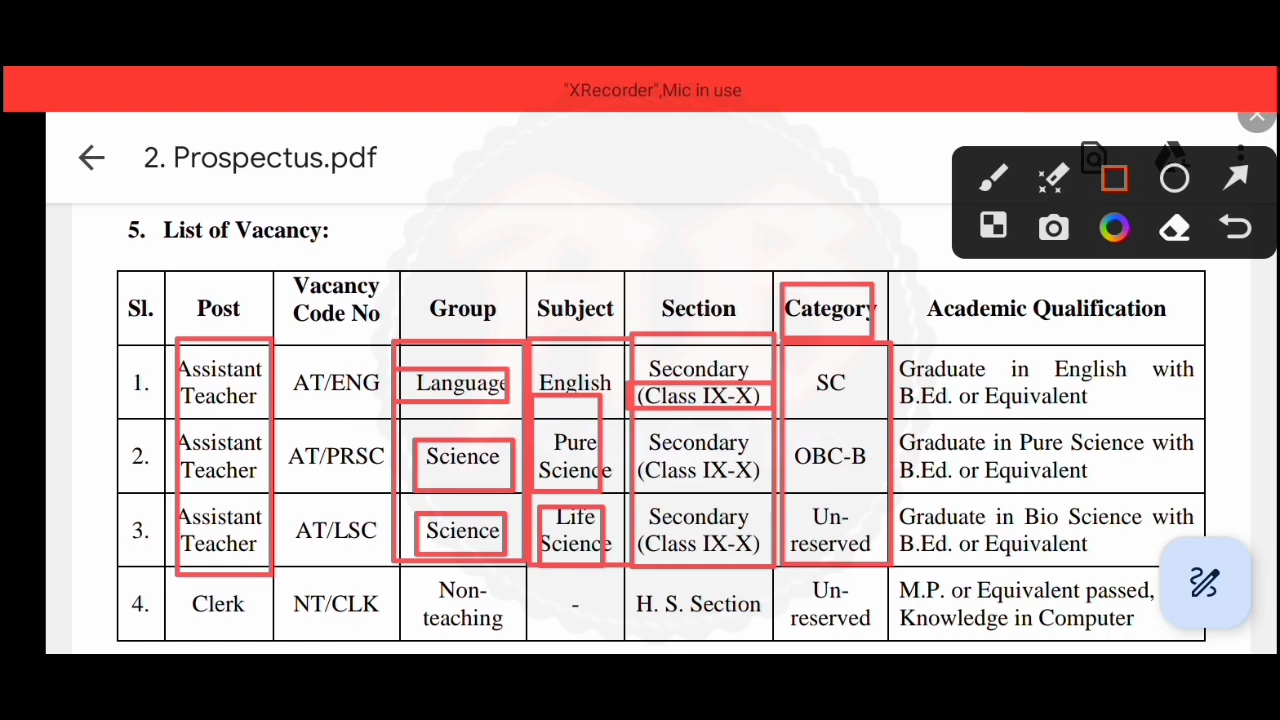 "XRecorder",Mic in use
2. Prospectus.pdf
5. List of Vacancy:
Sl. Post Vacancy Code No Group Subject Section Category Academic Qualification
1. Assistant Teacher AT/ENG Language English Secondary (Class IX-X) SC Graduate in English with B.Ed. or Equivalent
2. Assistant Teacher AT/PRSC Science Pure Science Secondary (Class IX-X) OBC-B Graduate in Pure Science with B.Ed. or Equivalent
3. Assistant Teacher AT/LSC Science Life Science Secondary (Class IX-X) Un-reserved Graduate in Bio Science with B.Ed. or Equivalent
4. Clerk NT/CLK Non-teaching - H. S. Section Un-reserved M.P. or Equivalent passed, Knowledge in Computer